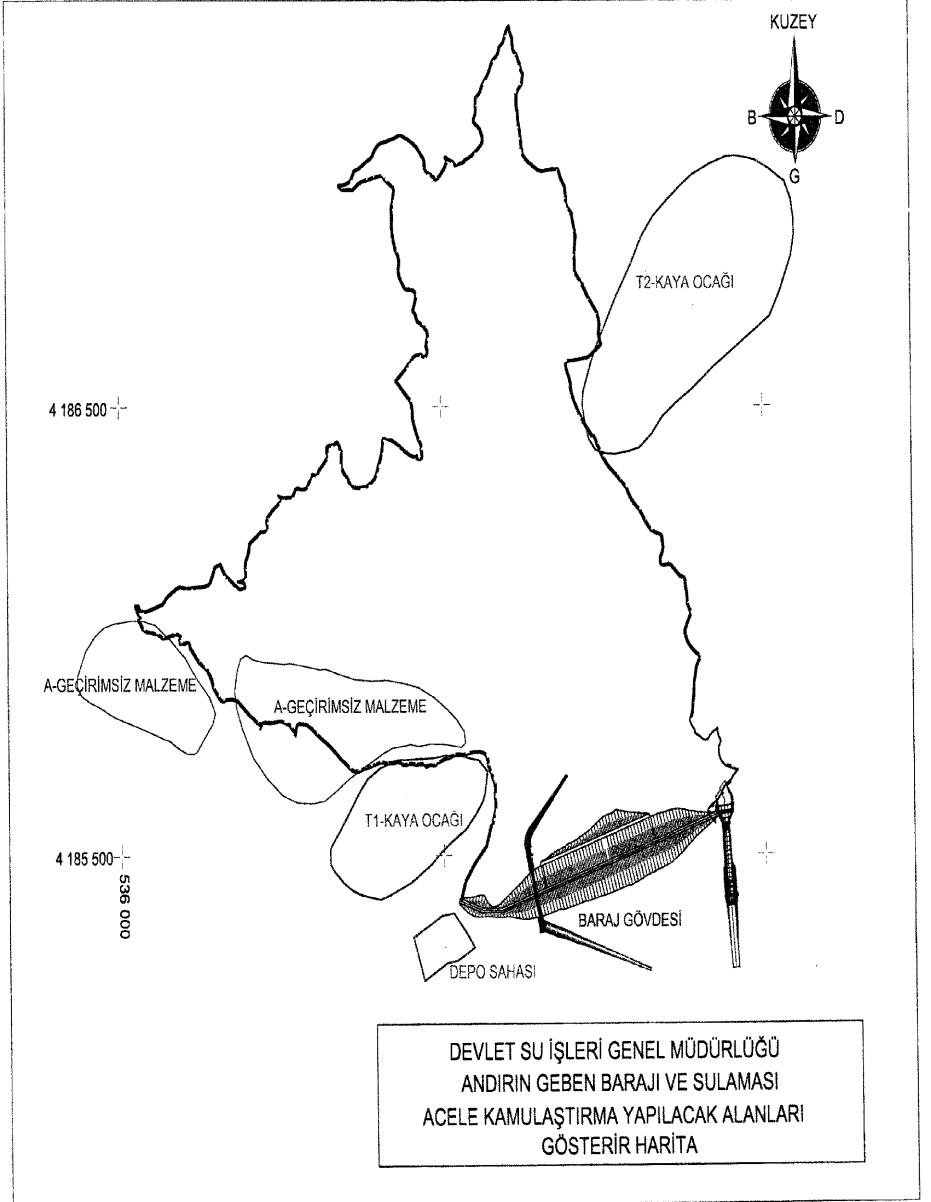 KUZEY
B
D
G
T2-KAYA OCAĞI
4 186 500
A-GEÇİRİMSİZ MALZEME
A-GEÇİRİMSİZ MALZEME
T1-KAYA OCAĞI
4 185 500
536 000
BARAJ GÖVDESİ
DEPO SAHASI
DEVLET SU İŞLERİ GENEL MÜDÜRLÜĞÜ
ANDIRIN GEBEN BARAJI VE SULAMASI
ACELE KAMULAŞTIRMA YAPILACAK ALANLARI
GÖSTERİR HARİTA